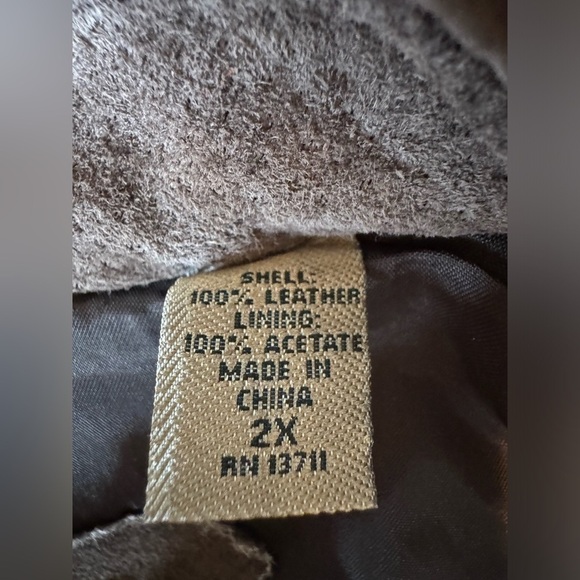 SHELL:
100% LEATHER
LINING:
100% ACETATE
MADE IN
CHINA
2X
RN 13711